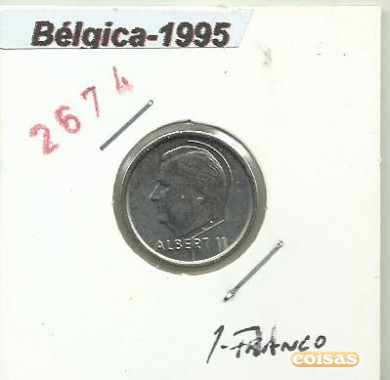 Bélgica-1995
2674
ALBERT II
1-FRANCO
coisas